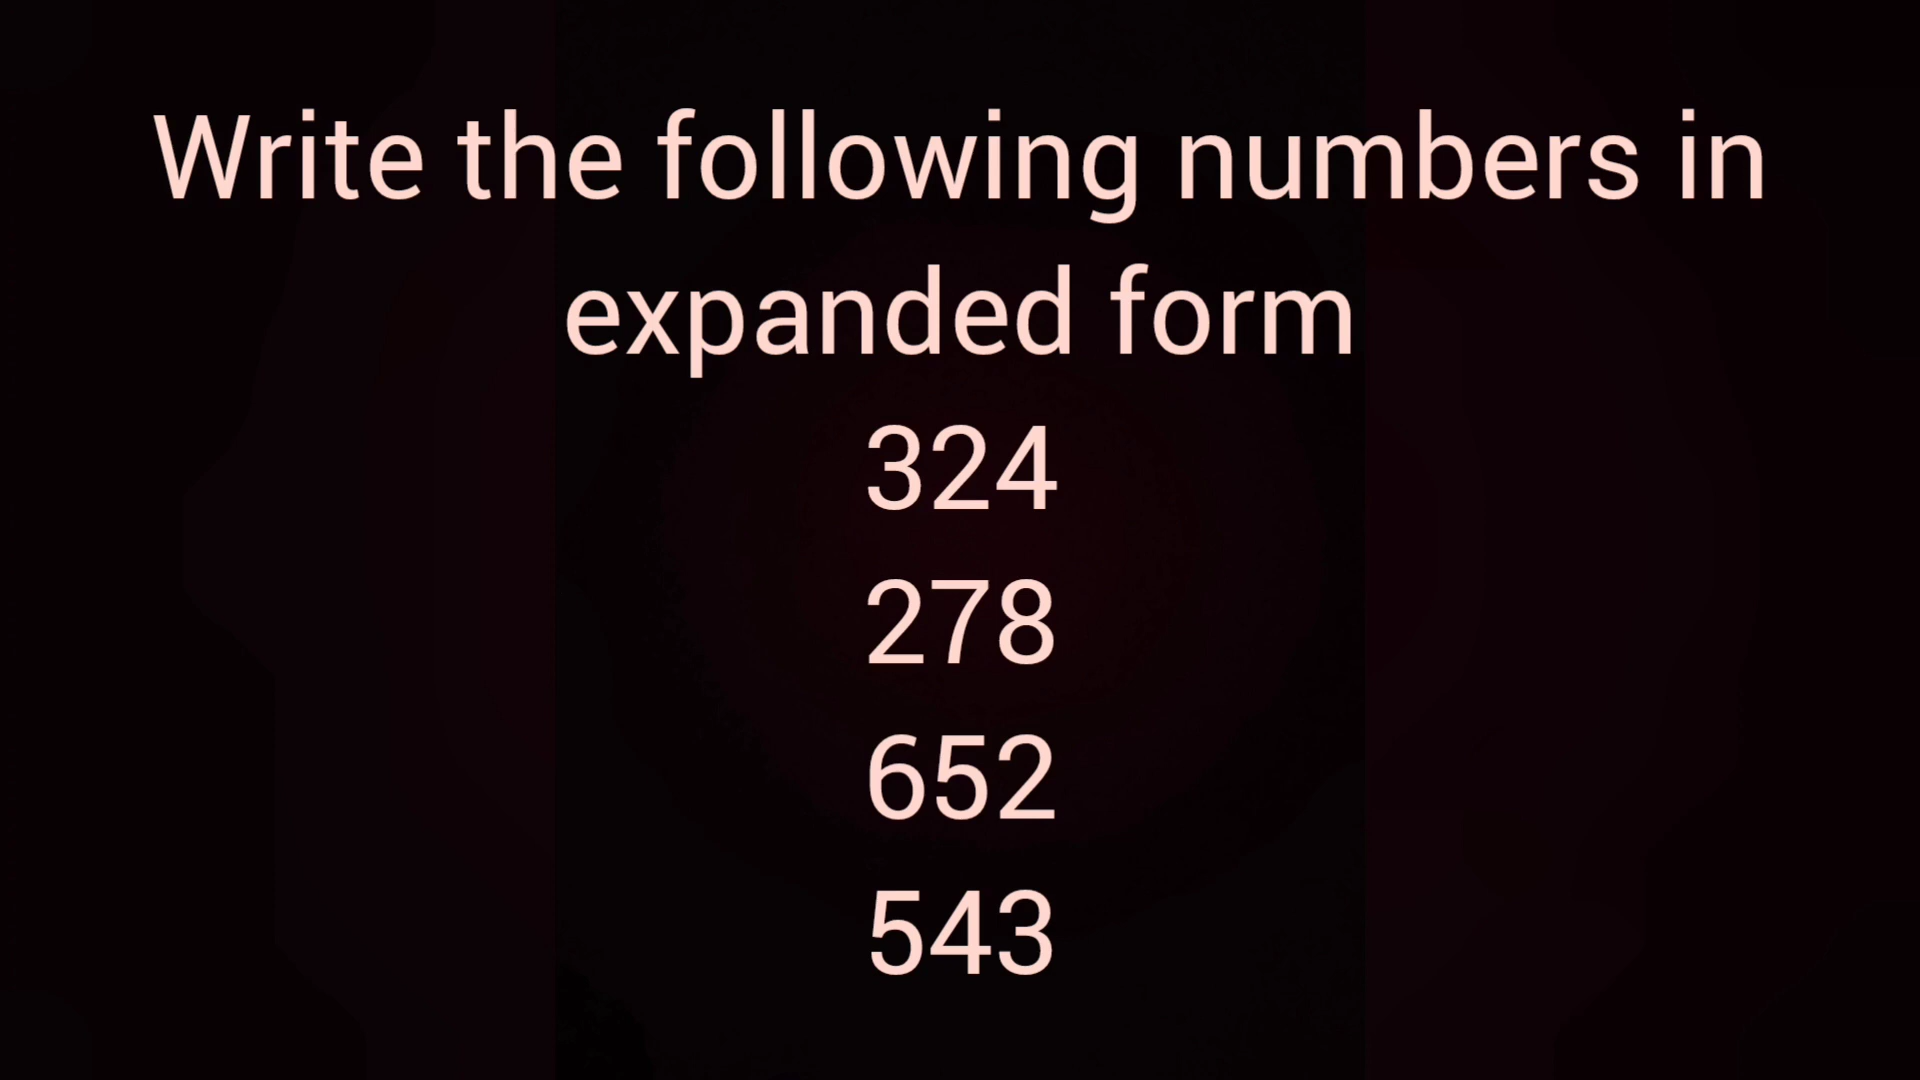 Write the following numbers in
expanded form
324
278
652
543